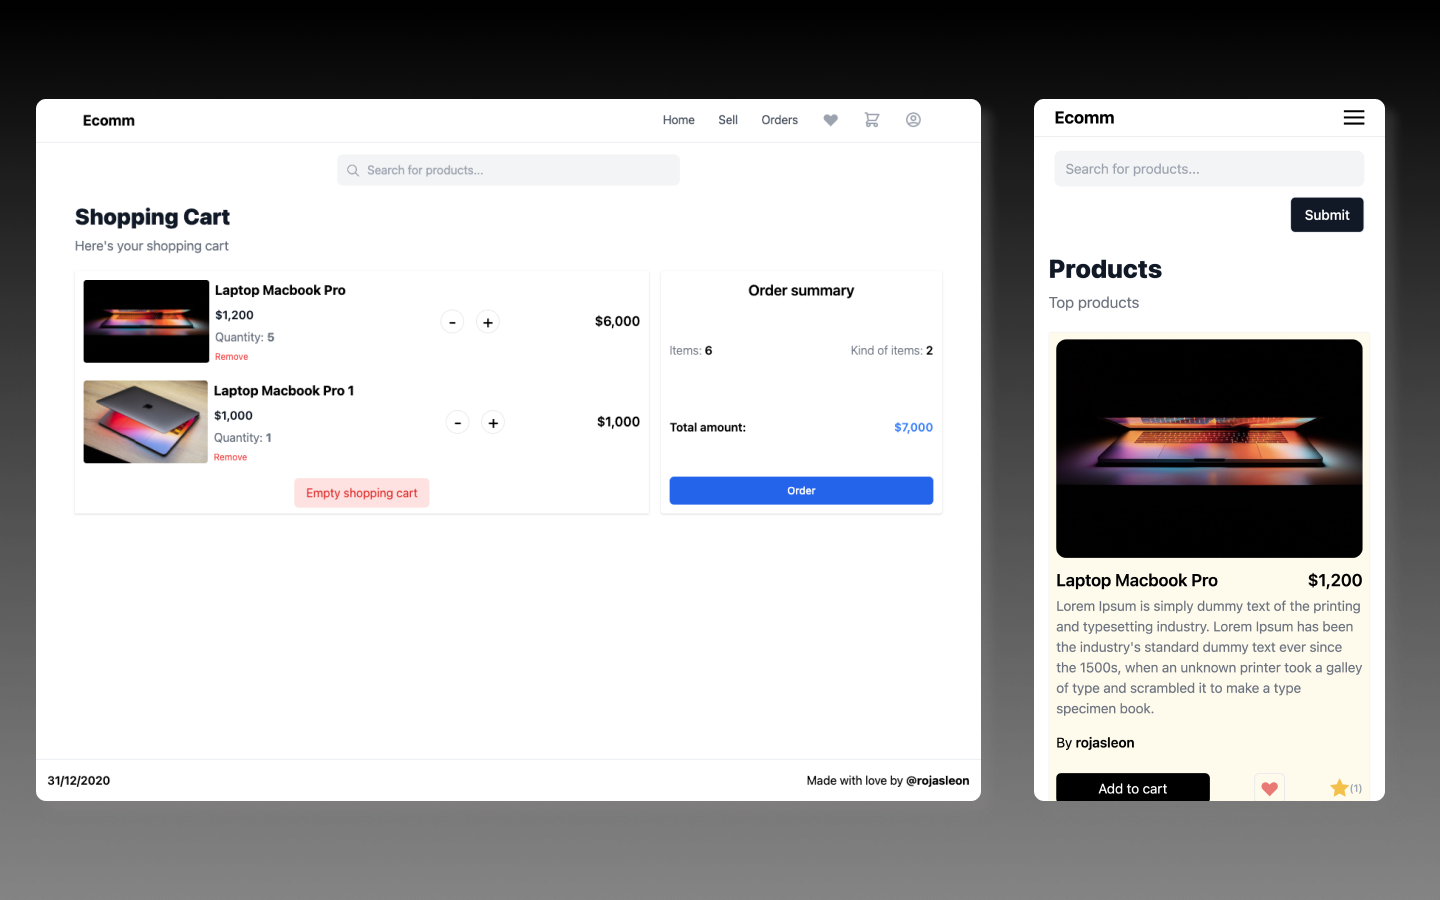 Ecomm
Home Sell Orders
Search for products...
Shopping Cart
Here's your shopping cart
Laptop Macbook Pro
$1,200
Quantity: 5
Remove
- +
$6,000
Laptop Macbook Pro 1
$1,000
Quantity: 1
Remove
- +
$1,000
Empty shopping cart
Order summary
Items: 6 Kind of items: 2
Total amount: $7,000
Order
31/12/2020 Made with love by @rojasleon
Ecomm
Search for products...
Submit
Products
Top products
Laptop Macbook Pro $1,200
Lorem Ipsum is simply dummy text of the printing
and typesetting industry. Lorem Ipsum has been
the industry's standard dummy text ever since
the 1500s, when an unknown printer took a galley
of type and scrambled it to make a type
specimen book.
By rojasleon
Add to cart (1)